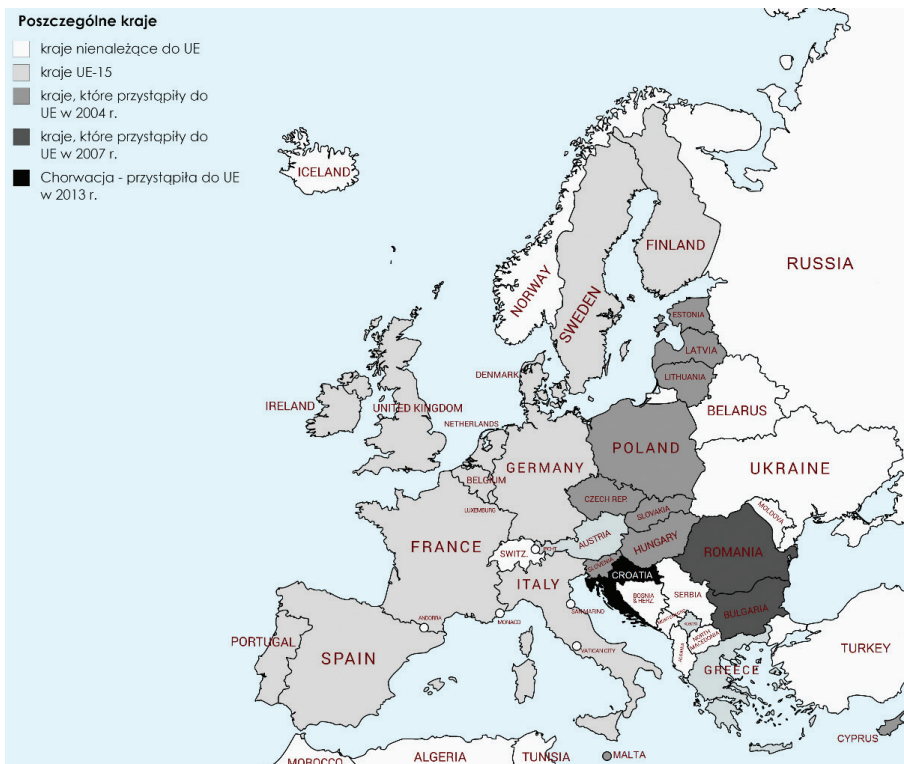 Poszczególne kraje
kraje nienależące do UE
kraje UE-15
kraje, które przystąpiły do
UE w 2004 r.
kraje, które przystąpiły do
UE w 2007 r.
Chorwacja - przystąpiła do UE
w 2013 r.
ICELAND
FINLAND
RUSSIA
NORWAY
SWEDEN
ESTONIA
LATVIA
DENMARK
LITHUANIA
IRELAND
UNITED KINGDOM
BELARUS
NETHERLANDS
POLAND
GERMANY
UKRAINE
BELGIUM
CZECH REP.
LUXEMBURG
SLOVAKIA
MOLDOVA
AUSTRIA
HUNGARY
FRANCE
SWITZ.
ROMANIA
SLOVENIA
CROATIA
ITALY
BOSNIA
& HERZ.
SERBIA
SAN MARINO
BULGARIA
ANDORRA
MONACO
PORTUGAL
NORTH
MACEDONIA
SPAIN
VATICAN CITY
GREECE
TURKEY
CYPRUS
MOROCCO
ALGERIA
TUNISIA
MALTA